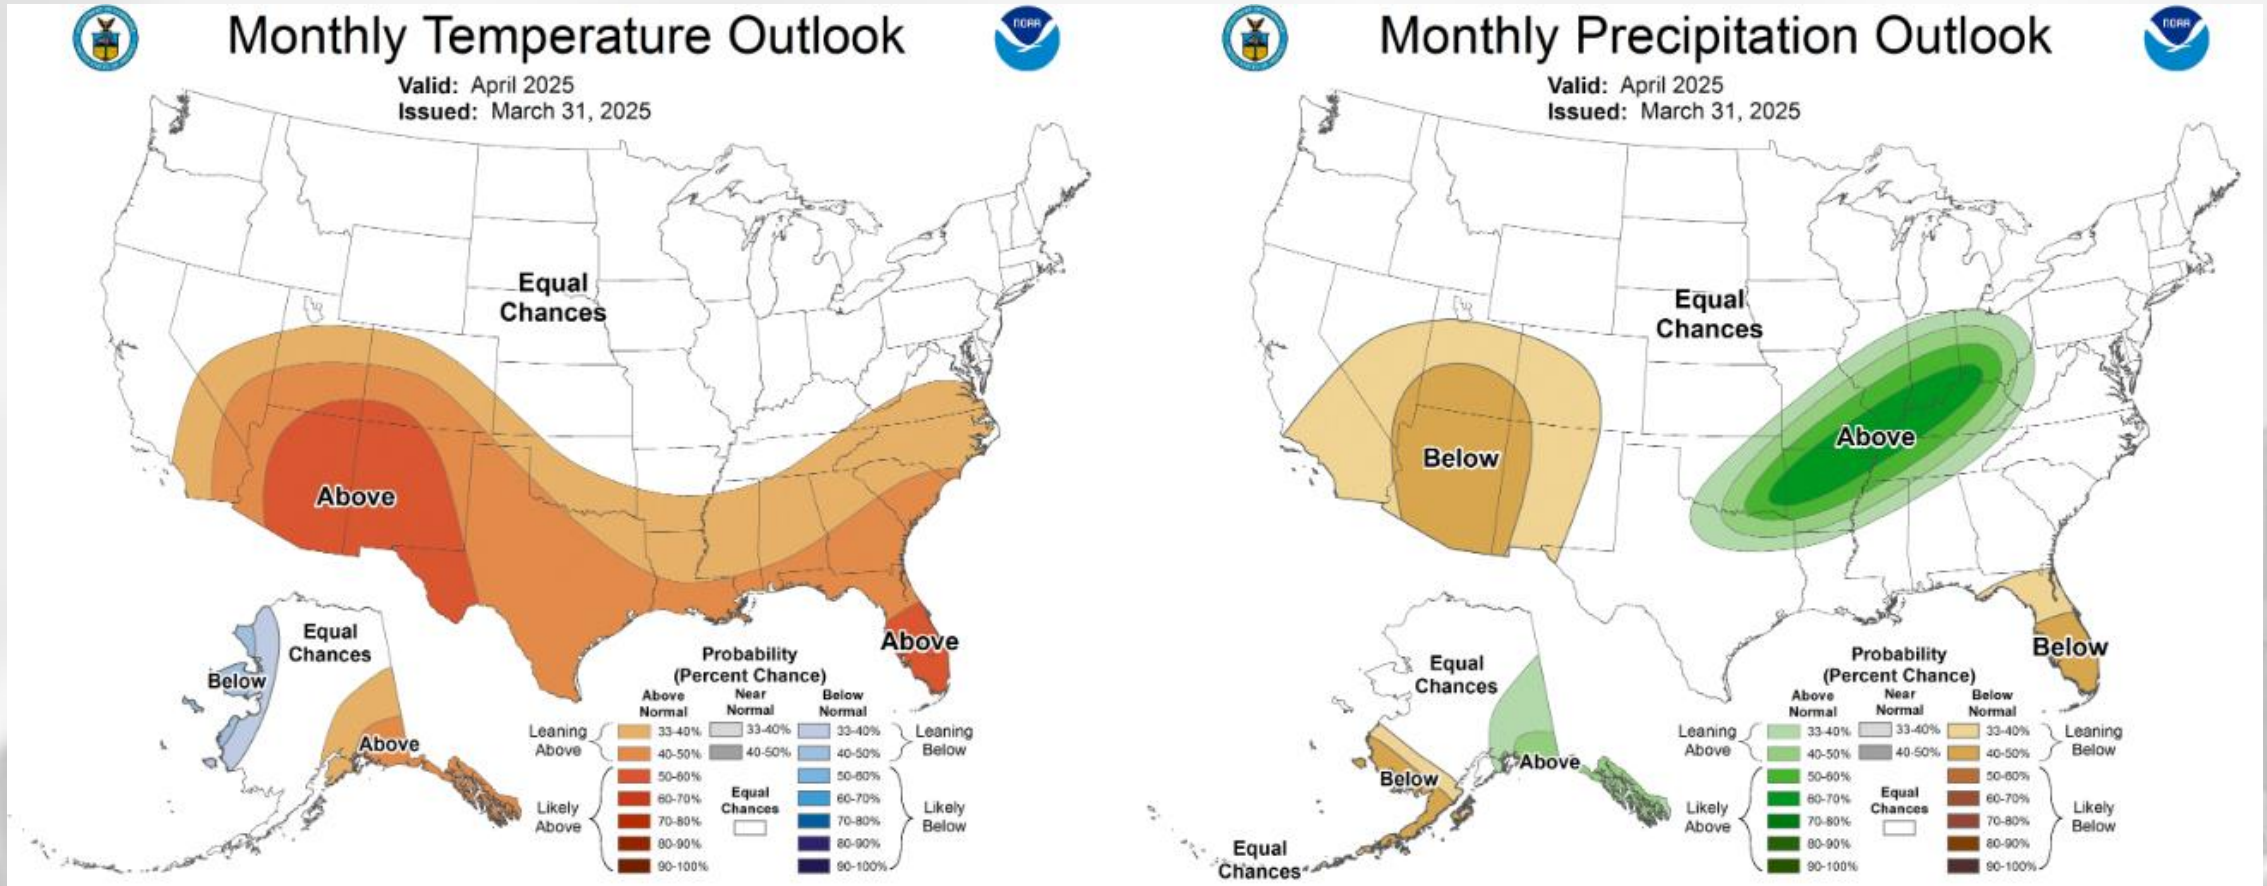 Monthly Temperature Outlook
NOAA
Valid: April 2025
Issued: March 31, 2025
Equal
Chances
Above
Above
Equal
Chances
Below
Above
Probability
(Percent Chance)
Above
Normal
Near
Normal
Below
Normal
Leaning
Above
33-40%
40-50%
33-40%
40-50%
33-40%
40-50%
Leaning
Below
Likely
Above
50-60%
60-70%
70-80%
80-90%
90-100%
Equal
Chances
50-60%
60-70%
70-80%
80-90%
90-100%
Likely
Below
Monthly Precipitation Outlook
NOAA
Valid: April 2025
Issued: March 31, 2025
Equal
Chances
Above
Below
Below
Equal
Chances
Above
Below
Equal
Chances
Probability
(Percent Chance)
Above
Normal
Near
Normal
Below
Normal
Leaning
Above
33-40%
40-50%
33-40%
40-50%
33-40%
40-50%
Leaning
Below
Likely
Above
50-60%
60-70%
70-80%
80-90%
90-100%
Equal
Chances
50-60%
60-70%
70-80%
80-90%
90-100%
Likely
Below